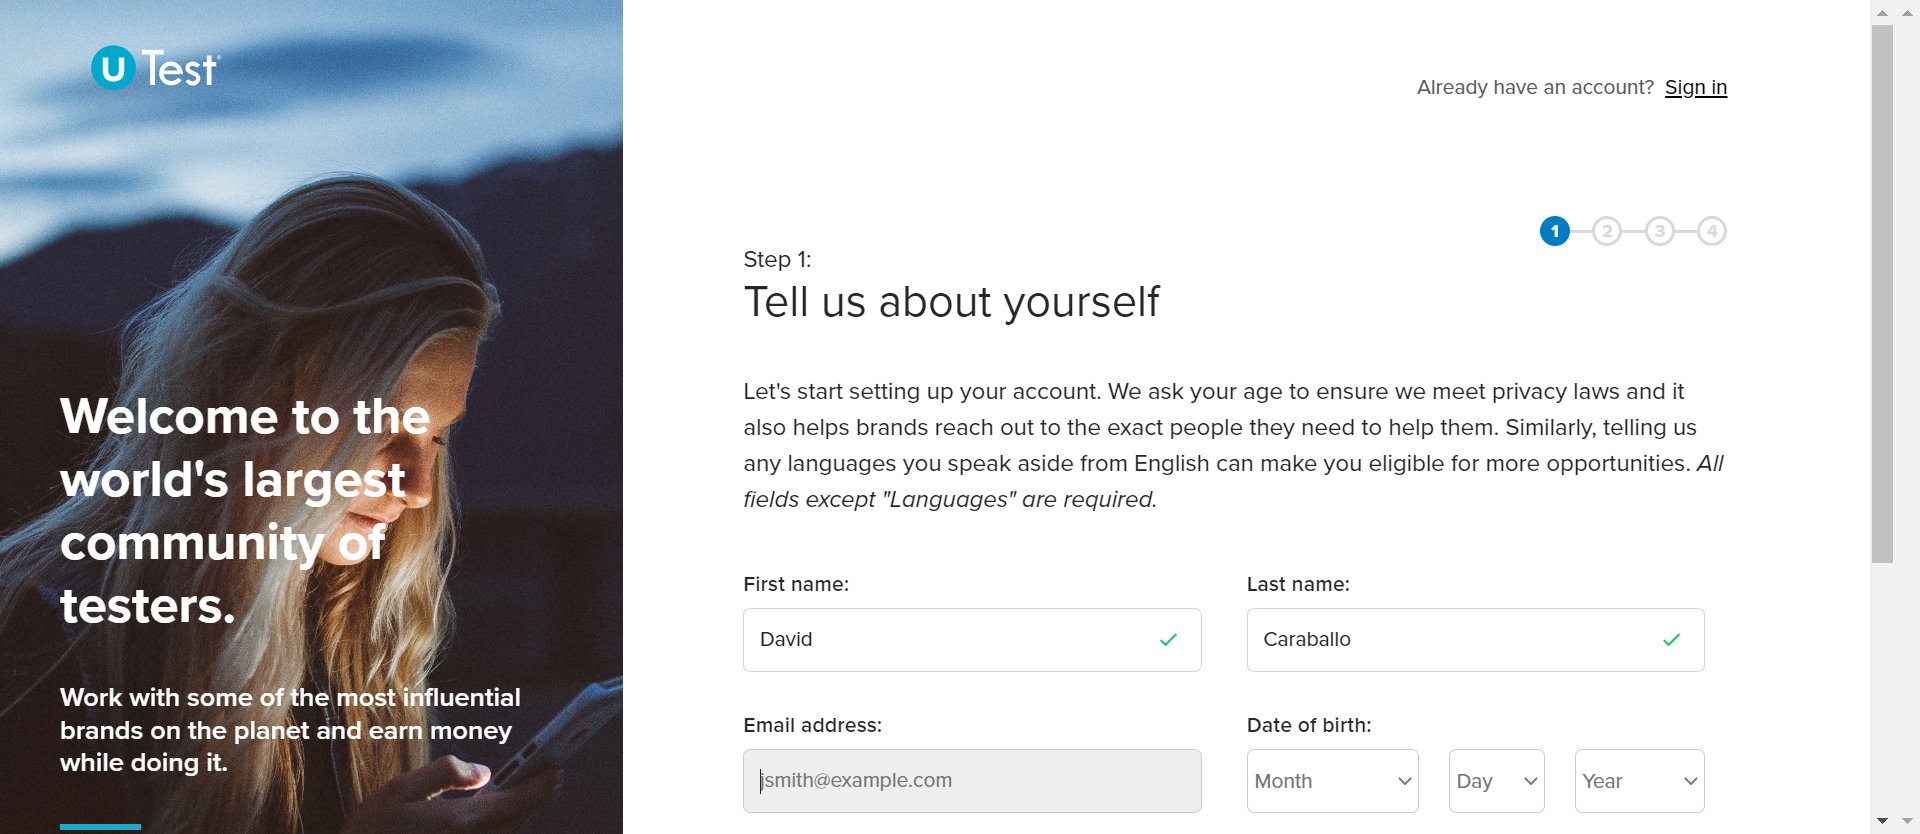 u Test
Already have an account? Sign in
1 2 3 4
Step 1:
Tell us about yourself
Let's start setting up your account. We ask your age to ensure we meet privacy laws and it
also helps brands reach out to the exact people they need to help them. Similarly, telling us
any languages you speak aside from English can make you eligible for more opportunities. All
fields except "Languages" are required.
Welcome to the
world's largest
community of
testers.
Work with some of the most influential
brands on the planet and earn money
while doing it.
First name:
Last name:
David
Caraballo
Email address:
Date of birth:
jsmith@example.com
Month
Day
Year